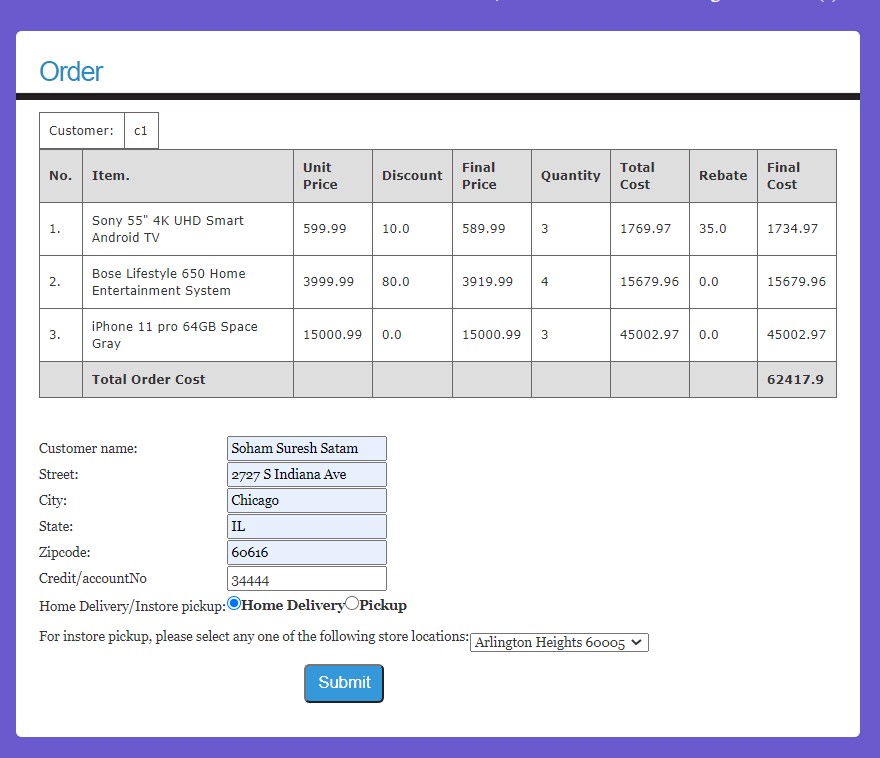 Order
Customer: c1
No. Item. Unit Price Discount Final Price Quantity Total Cost Rebate Final Cost
1. Sony 55" 4K UHD Smart Android TV 599.99 10.0 589.99 3 1769.97 35.0 1734.97
2. Bose Lifestyle 650 Home Entertainment System 3999.99 80.0 3919.99 4 15679.96 0.0 15679.96
3. iPhone 11 pro 64GB Space Gray 15000.99 0.0 15000.99 3 45002.97 0.0 45002.97
Total Order Cost 62417.9
Customer name: Soham Suresh Satam
Street: 2727 S Indiana Ave
City: Chicago
State: IL
Zipcode: 60616
Credit/accountNo 34444
Home Delivery/Instore pickup: Home Delivery Pickup
For instore pickup, please select any one of the following store locations: Arlington Heights 60005
Submit